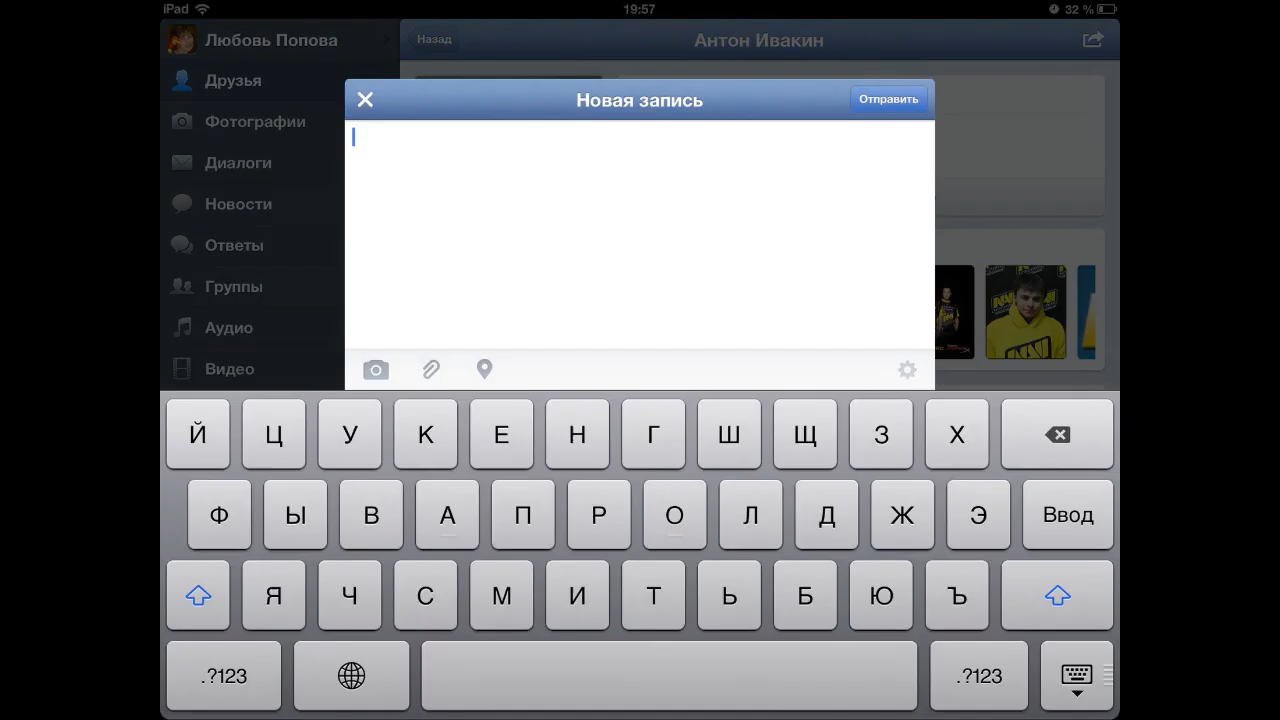 iPad 19:57 32 %
Любовь Попова
Назад
Антон Ивакин
Друзья
Новая запись
Отправить
Фотографии
Диалоги
Новости
Ответы
Группы
Аудио
Видео
Й Ц У К Е Н Г Ш Щ З Х
Ф Ы В А П Р О Л Д Ж Э Ввод
Я Ч С М И Т Ь Б Ю Ъ
.?123 .?123